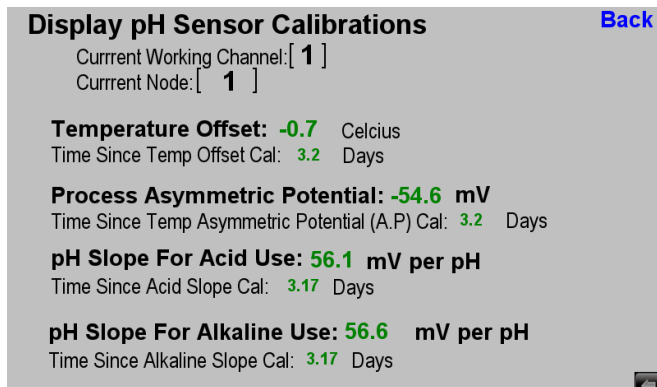 Display pH Sensor Calibrations
Back
Currrent Working Channel:[ 1 ]
Currrent Node:[ 1 ]
Temperature Offset: -0.7 Celcius
Time Since Temp Offset Cal: 3.2 Days
Process Asymmetric Potential: -54.6 mV
Time Since Temp Asymmetric Potential (A.P) Cal: 3.2 Days
pH Slope For Acid Use: 56.1 mV per pH
Time Since Acid Slope Cal: 3.17 Days
pH Slope For Alkaline Use: 56.6 mV per pH
Time Since Alkaline Slope Cal: 3.17 Days